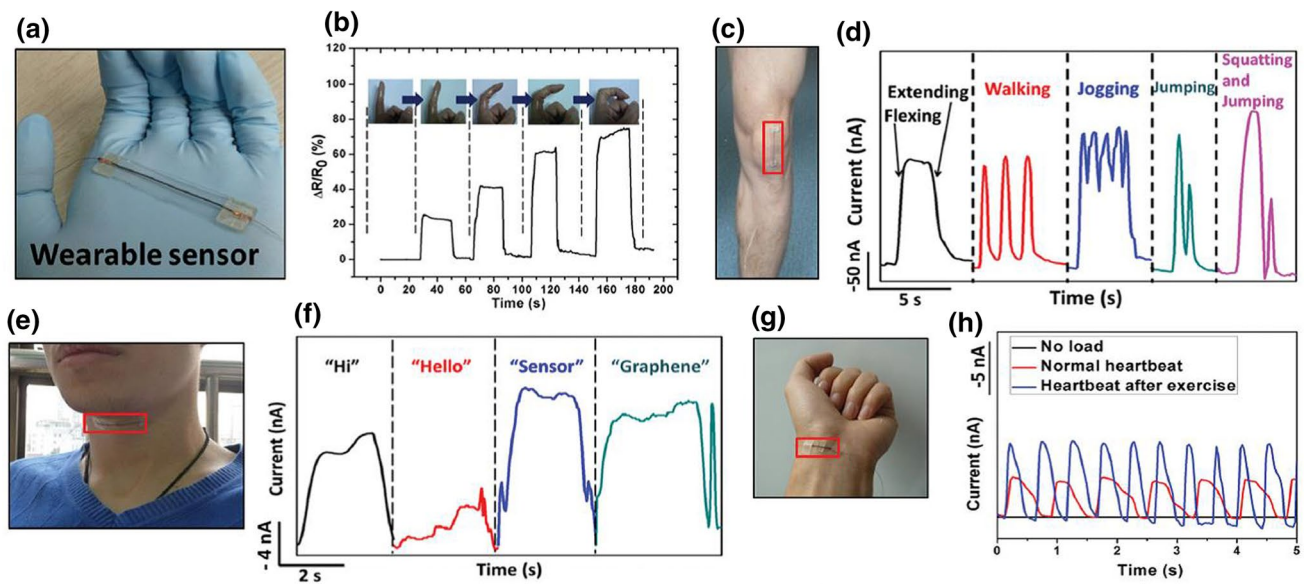 (a)
Wearable sensor
(b)
120
100
80
60
40
20
0
ΔR/R0 (%)
0 20 40 60 80 100 120 140 160 180 200
Time (s)
(c)
(d)
Extending
Flexing
Walking
Jogging
Jumping
Squatting
and
Jumping
Current (nA)
-50 nA
5 s
Time (s)
(e)
(f)
"Hi"
"Hello"
"Sensor"
"Graphene"
Current (nA)
- 4 nA
2 s
Time (s)
(g)
(h)
-5 nA
No load
Normal heartbeat
Heartbeat after exercise
Current (nA)
0 1 2 3 4 5
Time (s)